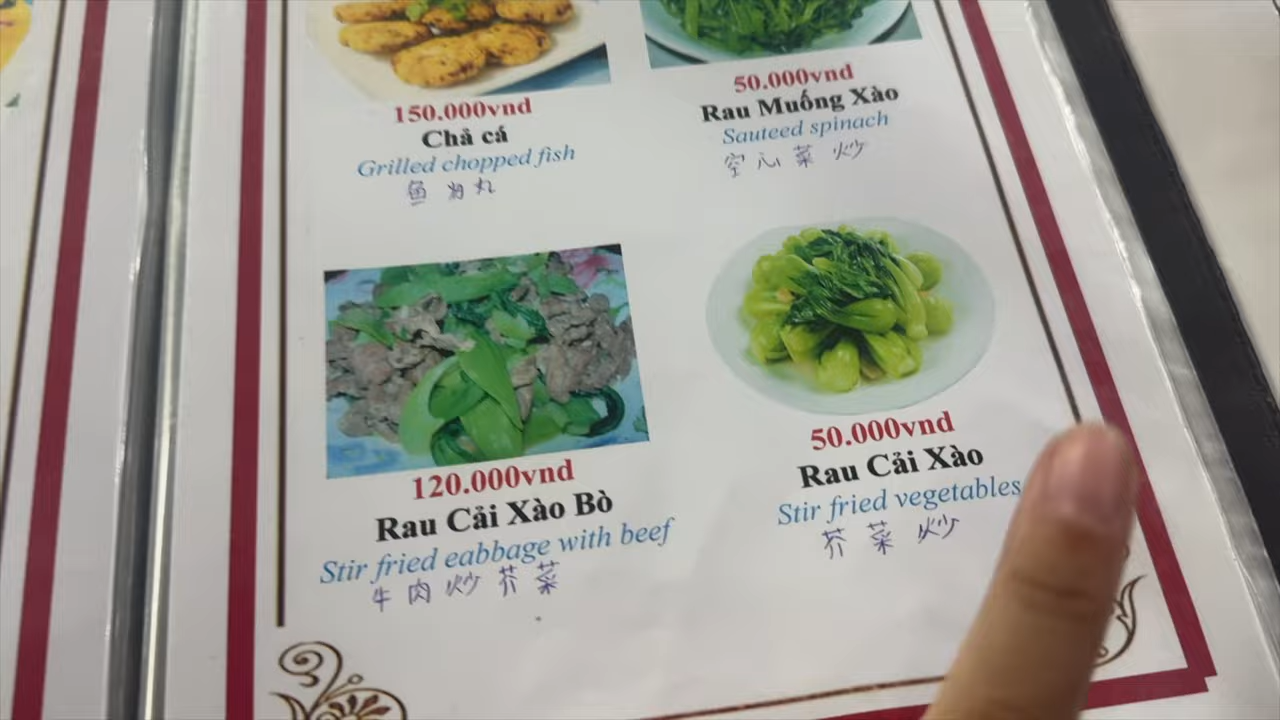 150.000vnd
Chả cá
Grilled chopped fish
鱼 丸
50.000vnd
Rau Muống Xào
Sauteed spinach
空心菜 炒
120.000vnd
Rau Cải Xào Bò
Stir fried eabbage with beef
牛肉炒芥菜
50.000vnd
Rau Cải Xào
Stir fried vegetables
芥菜 炒